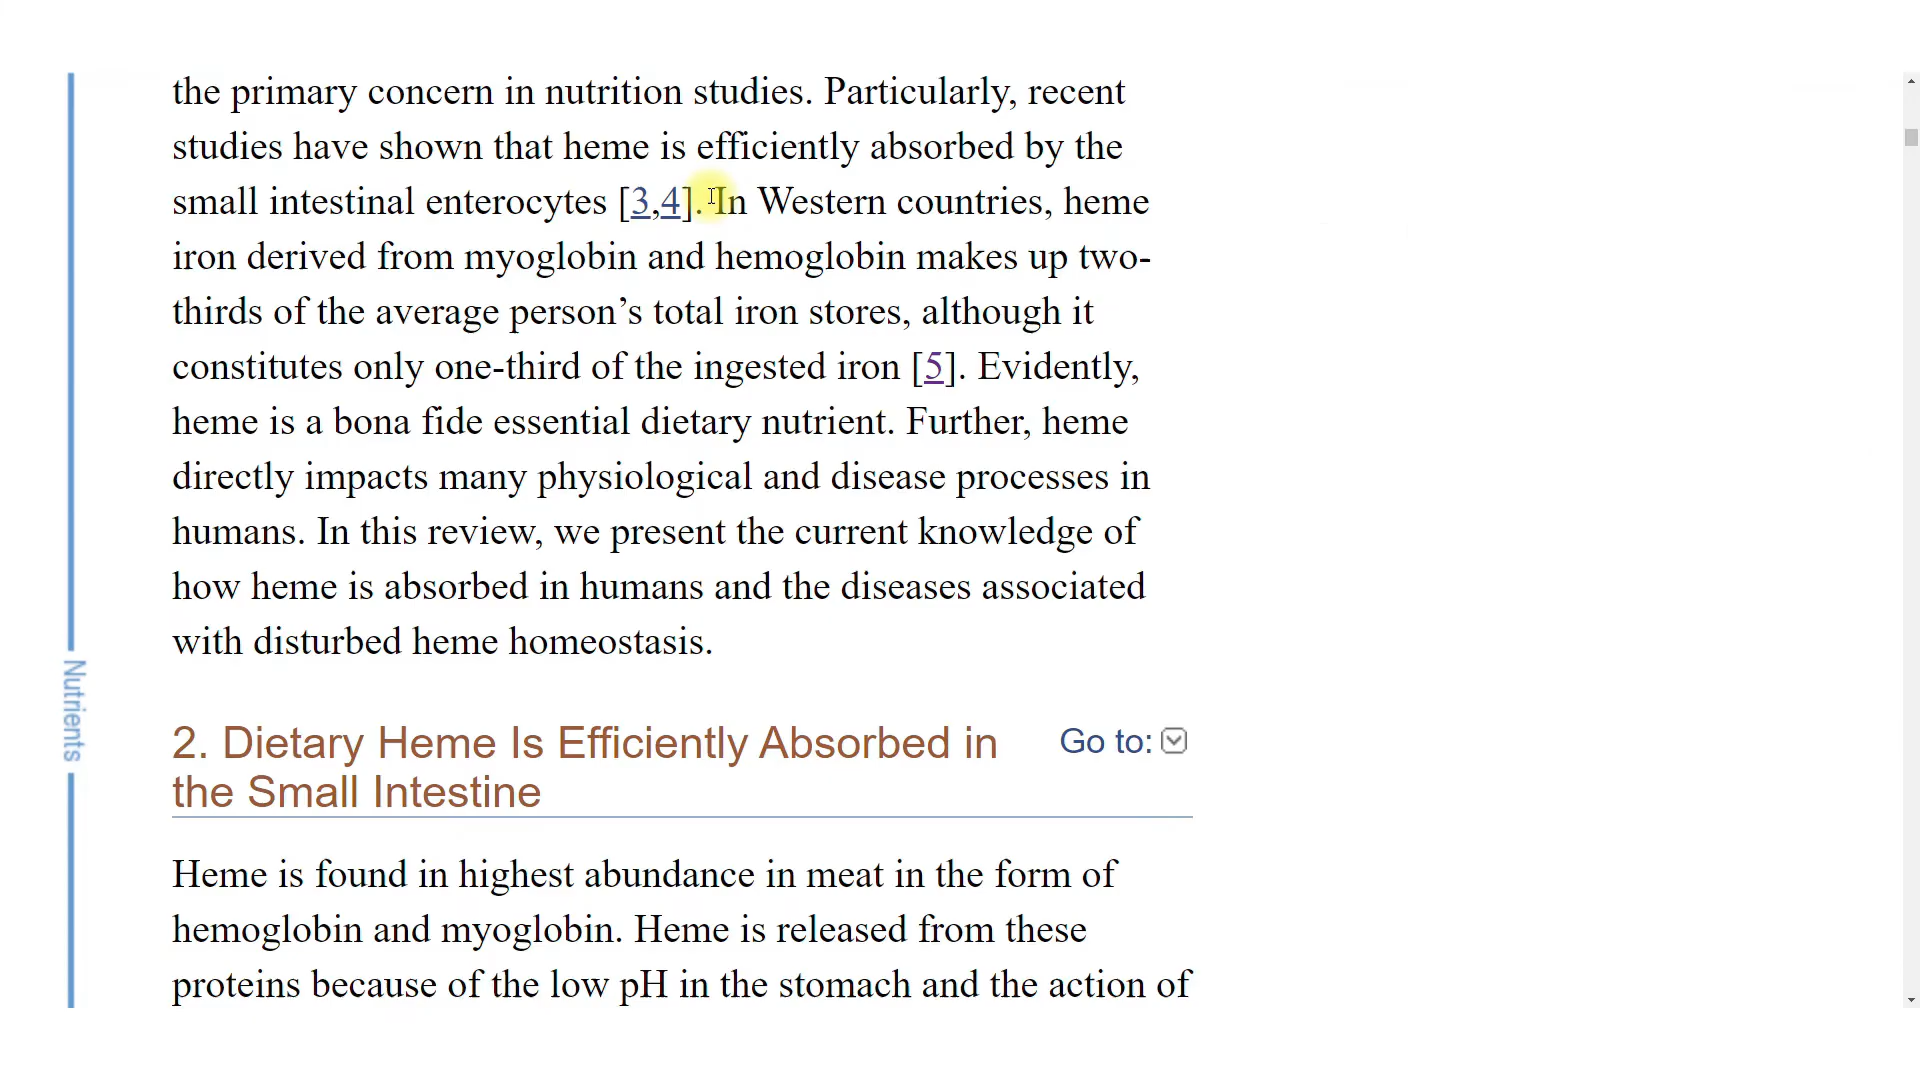 the primary concern in nutrition studies. Particularly, recent
studies have shown that heme is efficiently absorbed by the
small intestinal enterocytes [3,4]. In Western countries, heme
iron derived from myoglobin and hemoglobin makes up two-
thirds of the average person’s total iron stores, although it
constitutes only one-third of the ingested iron [5]. Evidently,
heme is a bona fide essential dietary nutrient. Further, heme
directly impacts many physiological and disease processes in
humans. In this review, we present the current knowledge of
how heme is absorbed in humans and the diseases associated
with disturbed heme homeostasis.
Nutrients
2. Dietary Heme Is Efficiently Absorbed in
the Small Intestine
Go to:
Heme is found in highest abundance in meat in the form of
hemoglobin and myoglobin. Heme is released from these
proteins because of the low pH in the stomach and the action of